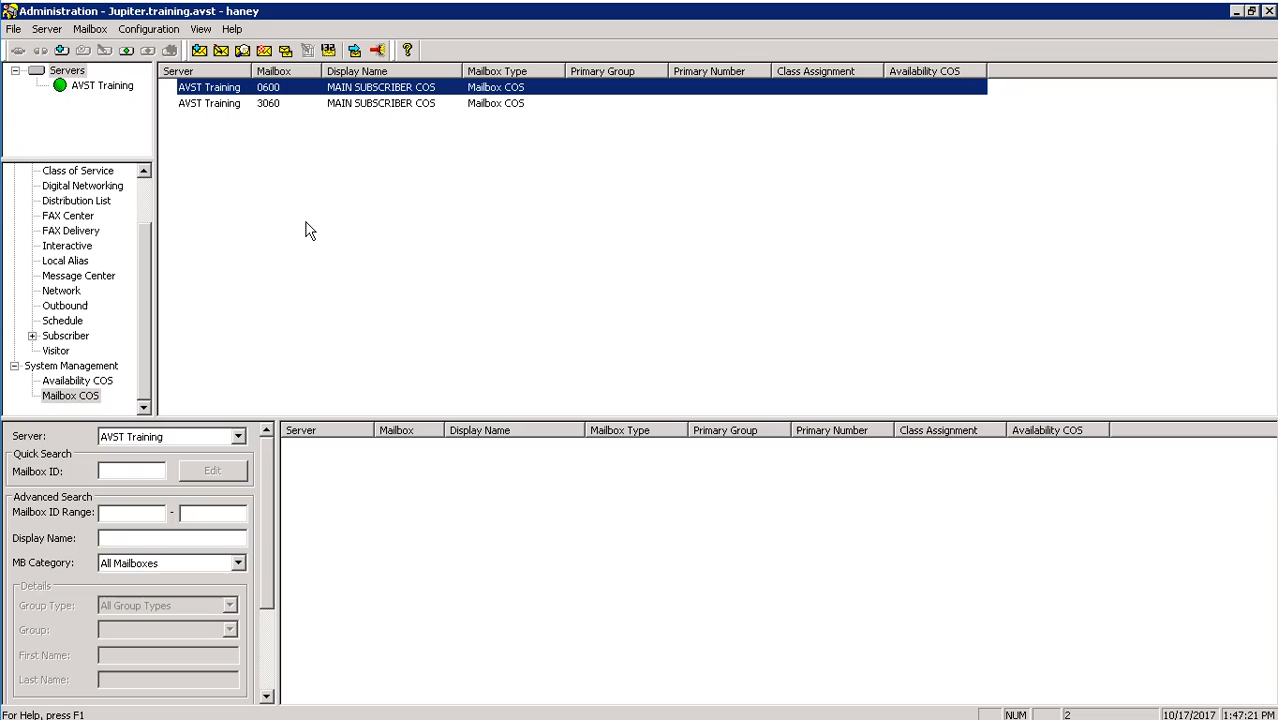 Administration - Jupiter.training.avst - haney
File Server Mailbox Configuration View Help
Servers
AVST Training
Server Mailbox Display Name Mailbox Type Primary Group Primary Number Class Assignment Availability COS
AVST Training 0600 MAIN SUBSCRIBER COS Mailbox COS
AVST Training 3060 MAIN SUBSCRIBER COS Mailbox COS
Class of Service
Digital Networking
Distribution List
FAX Center
FAX Delivery
Interactive
Local Alias
Message Center
Network
Outbound
Schedule
Subscriber
Visitor
System Management
Availability COS
Mailbox COS
Server: AVST Training
Quick Search
Mailbox ID: Edit
Advanced Search
Mailbox ID Range: -
Display Name:
MB Category: All Mailboxes
Details
Group Type: All Group Types
Group:
First Name:
Last Name:
Server Mailbox Display Name Mailbox Type Primary Group Primary Number Class Assignment Availability COS
For Help, press F1 NUM 2 10/17/2017 1:47:21 PM